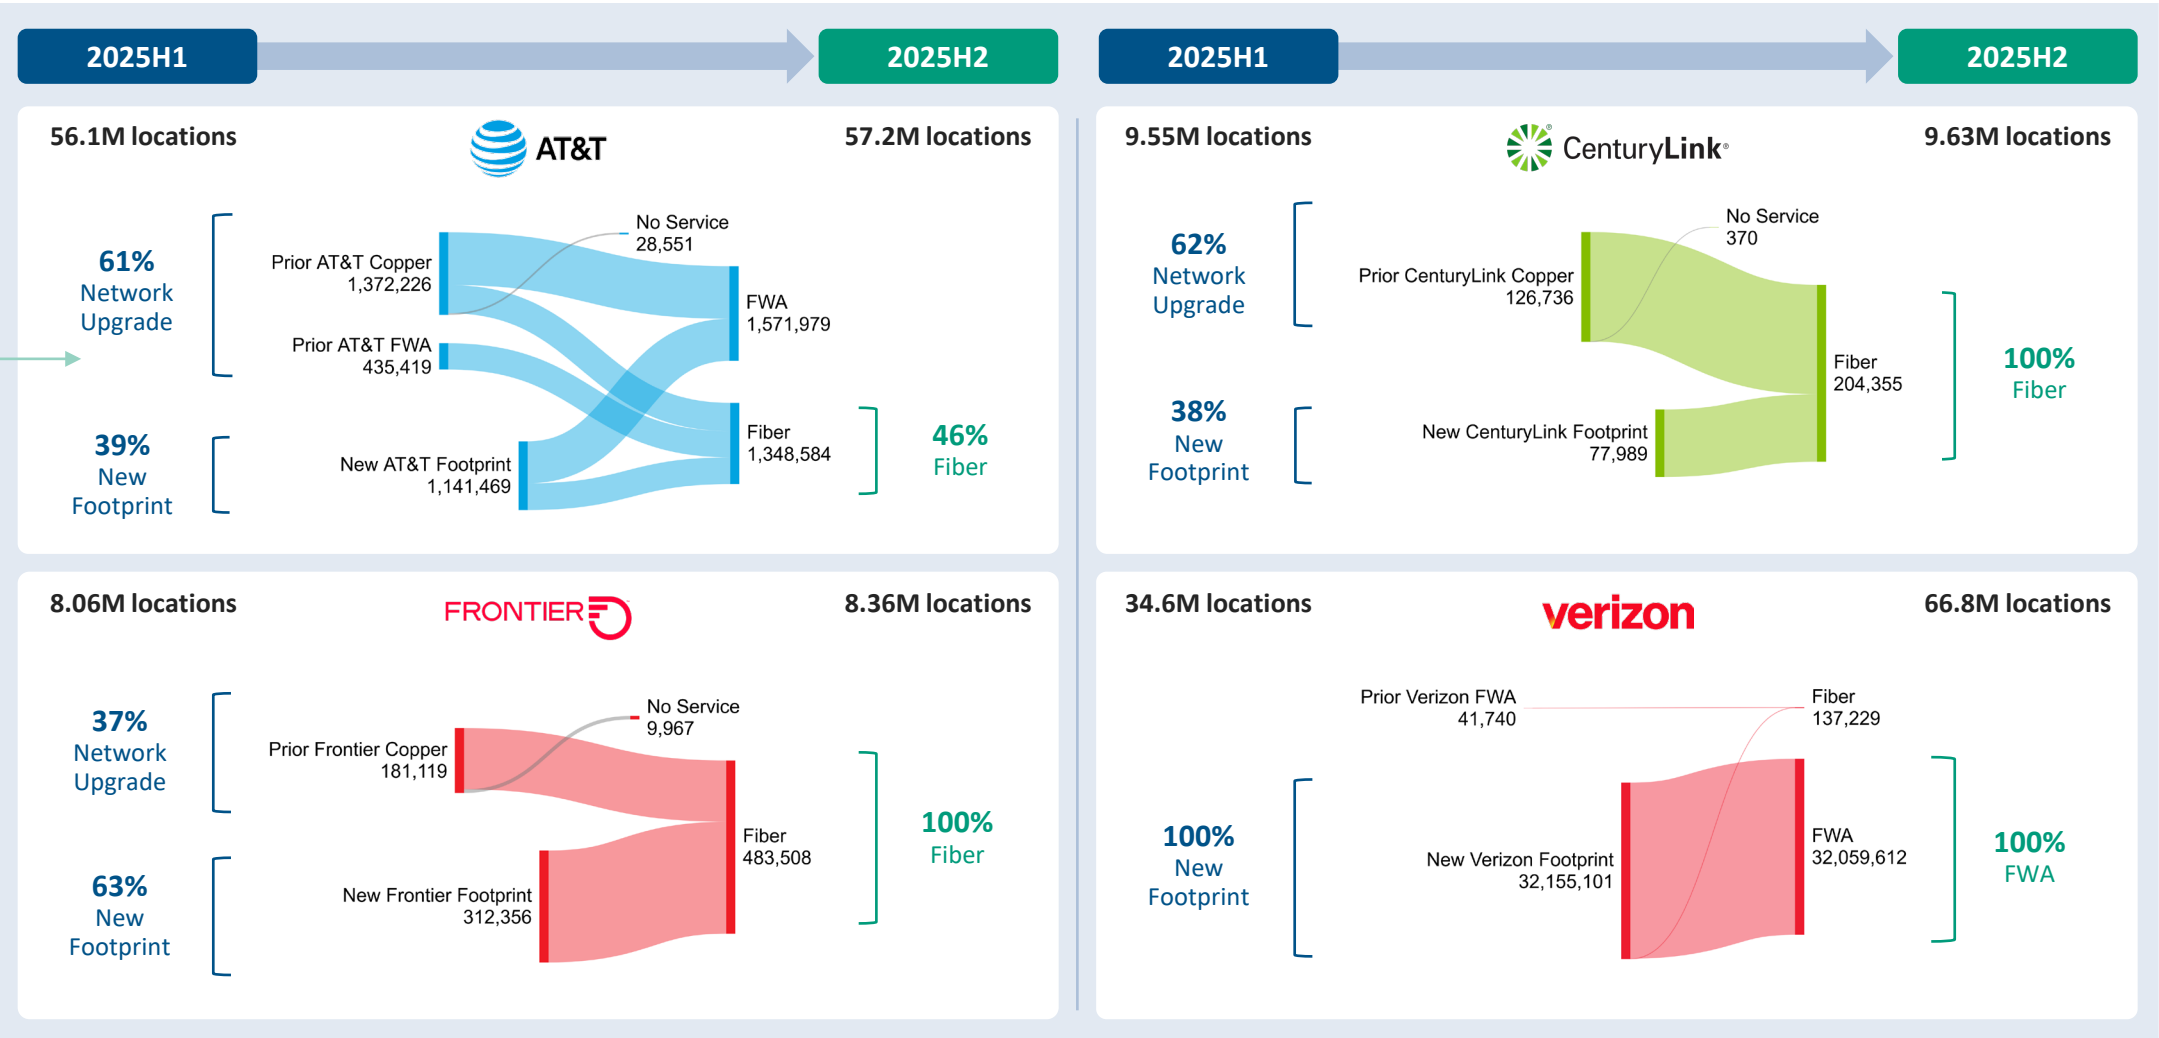 2025H1
2025H2
2025H1
2025H2
56.1M locations
AT&T
57.2M locations
61%
Network
Upgrade
39%
New
Footprint
Prior AT&T Copper
1,372,226
Prior AT&T FWA
435,419
New AT&T Footprint
1,141,469
No Service
28,551
FWA
1,571,979
Fiber
1,348,584
46%
Fiber
9.55M locations
CenturyLink®
9.63M locations
62%
Network
Upgrade
38%
New
Footprint
Prior CenturyLink Copper
126,736
New CenturyLink Footprint
77,989
No Service
370
Fiber
204,355
100%
Fiber
8.06M locations
FRONTIER
8.36M locations
37%
Network
Upgrade
63%
New
Footprint
Prior Frontier Copper
181,119
New Frontier Footprint
312,356
No Service
9,967
Fiber
483,508
100%
Fiber
34.6M locations
verizon
66.8M locations
100%
New
Footprint
Prior Verizon FWA
41,740
New Verizon Footprint
32,155,101
Fiber
137,229
FWA
32,059,612
100%
FWA